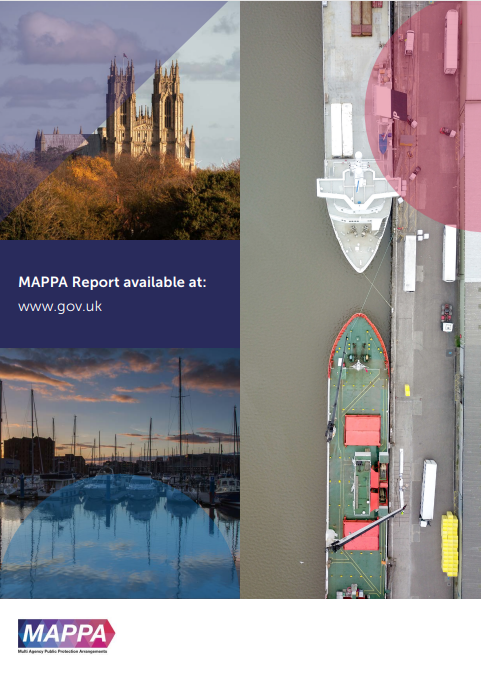 MAPPA Report available at:
www.gov.uk
MAPPA
Multi Agency Public Protection Arrangements